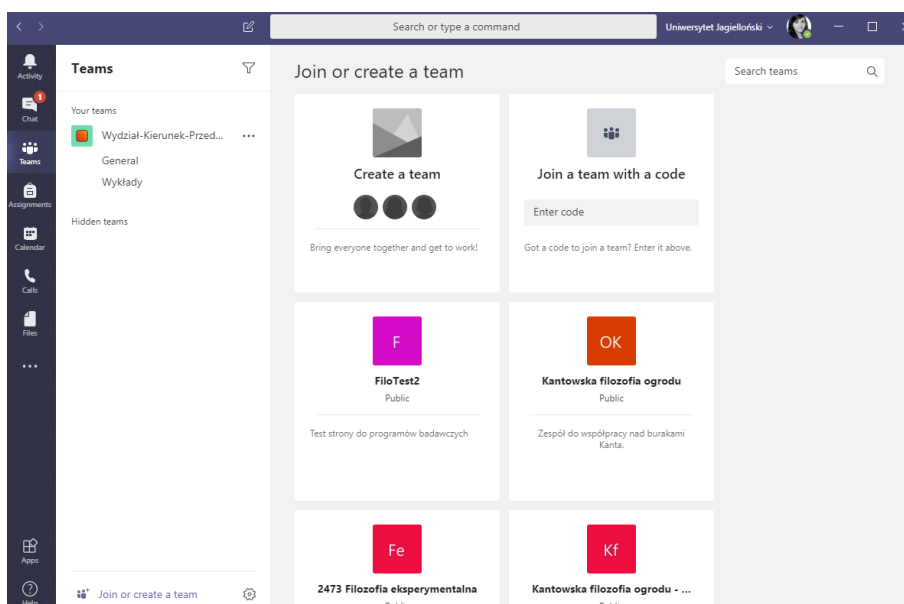 Search or type a command
Uniwersytet Jagielloński
Activity
1
Chat
Teams
Assignments
Calendar
Calls
Files
Apps
Help
Teams
Your teams
Wydział-Kierunek-Przed...
General
Wykłady
Hidden teams
Join or create a team
Join or create a team
Search teams
Create a team
Bring everyone together and get to work!
Join a team with a code
Enter code
Got a code to join a team? Enter it above.
F
FiloTest2
Public
Test strony do programów badawczych
OK
Kantowska filozofia ogrodu
Public
Zespół do współpracy nad burakami
Kanta.
Fe
2473 Filozofia eksperymentalna
Kf
Kantowska filozofia ogrodu - ...